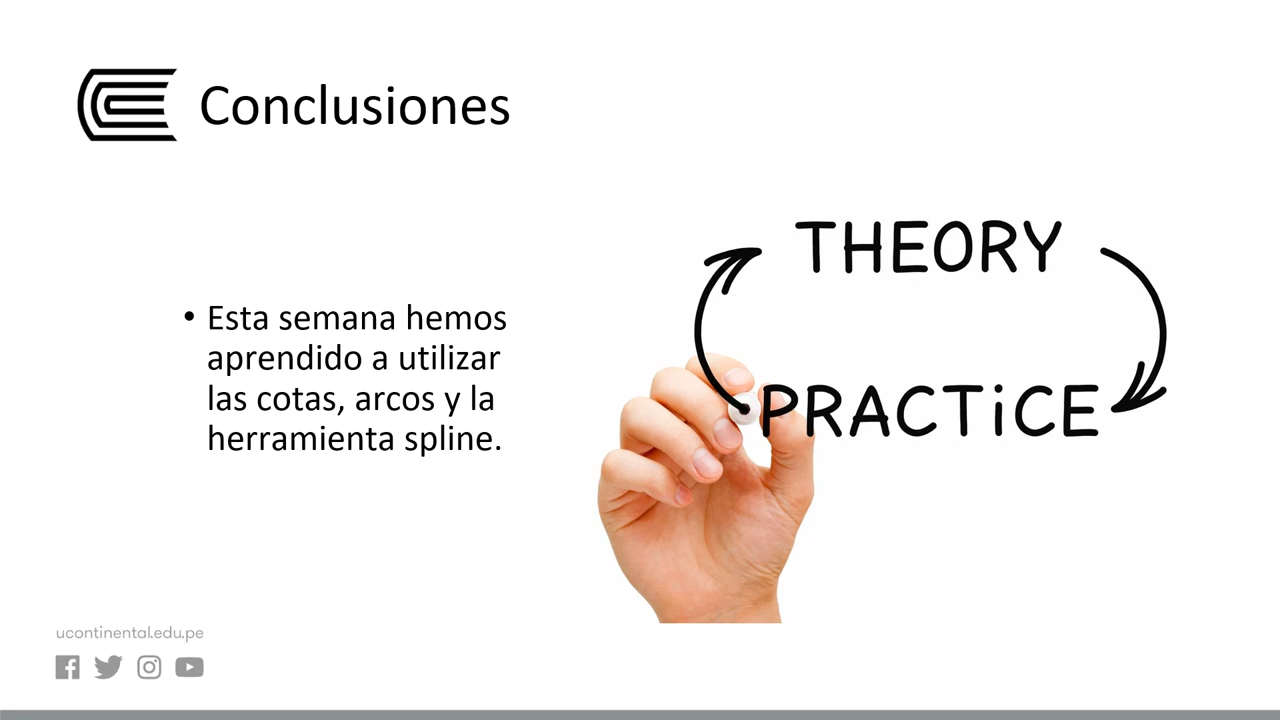 Conclusiones
• Esta semana hemos
aprendido a utilizar
las cotas, arcos y la
herramienta spline.
THEORY
PRACTiCE
ucontinental.edu.pe